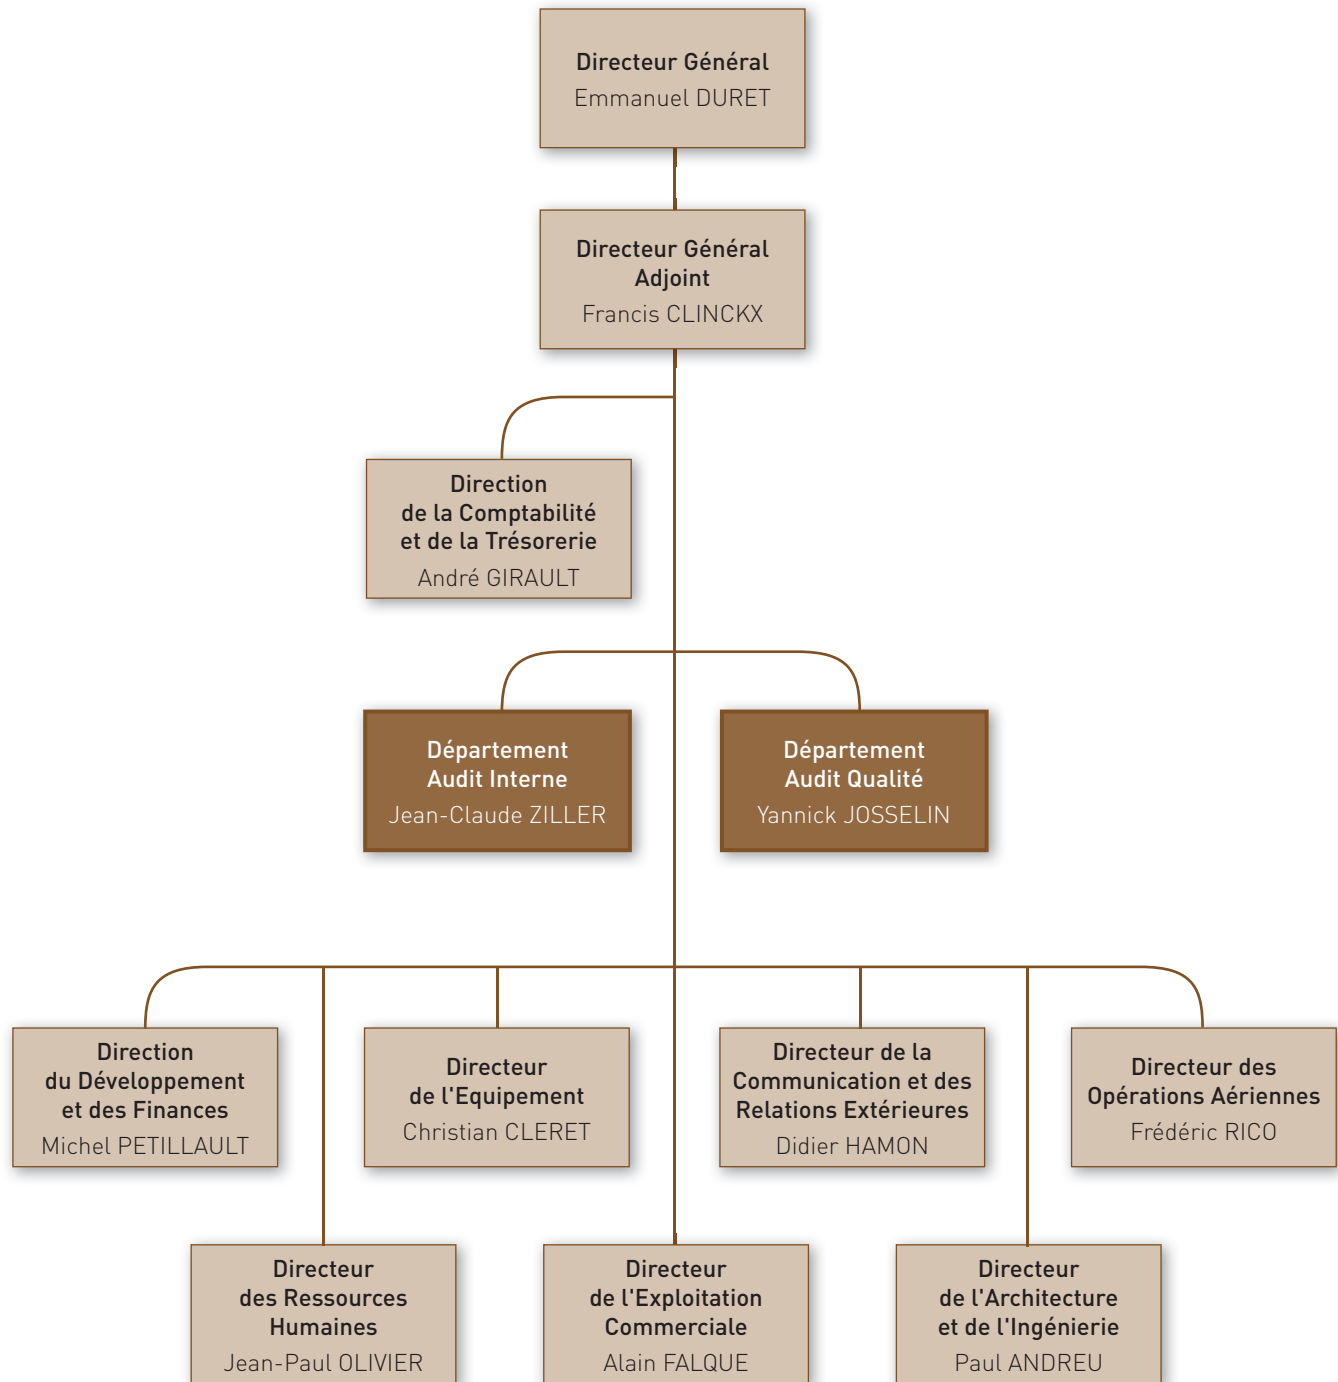 Directeur Général
Emmanuel DURET
Directeur Général
Adjoint
Francis CLINCKX
Direction
de la Comptabilité
et de la Trésorerie
André GIRAULT
Département
Audit Interne
Jean-Claude ZILLER
Département
Audit Qualité
Yannick JOSSELIN
Direction
du Développement
et des Finances
Michel PETILLAULT
Directeur
de l'Equipement
Christian CLERET
Directeur de la
Communication et des
Relations Extérieures
Didier HAMON
Directeur des
Opérations Aériennes
Frédéric RICO
Directeur
des Ressources
Humaines
Jean-Paul OLIVIER
Directeur
de l'Exploitation
Commerciale
Alain FALQUE
Directeur
de l'Architecture
et de l'Ingénierie
Paul ANDREU